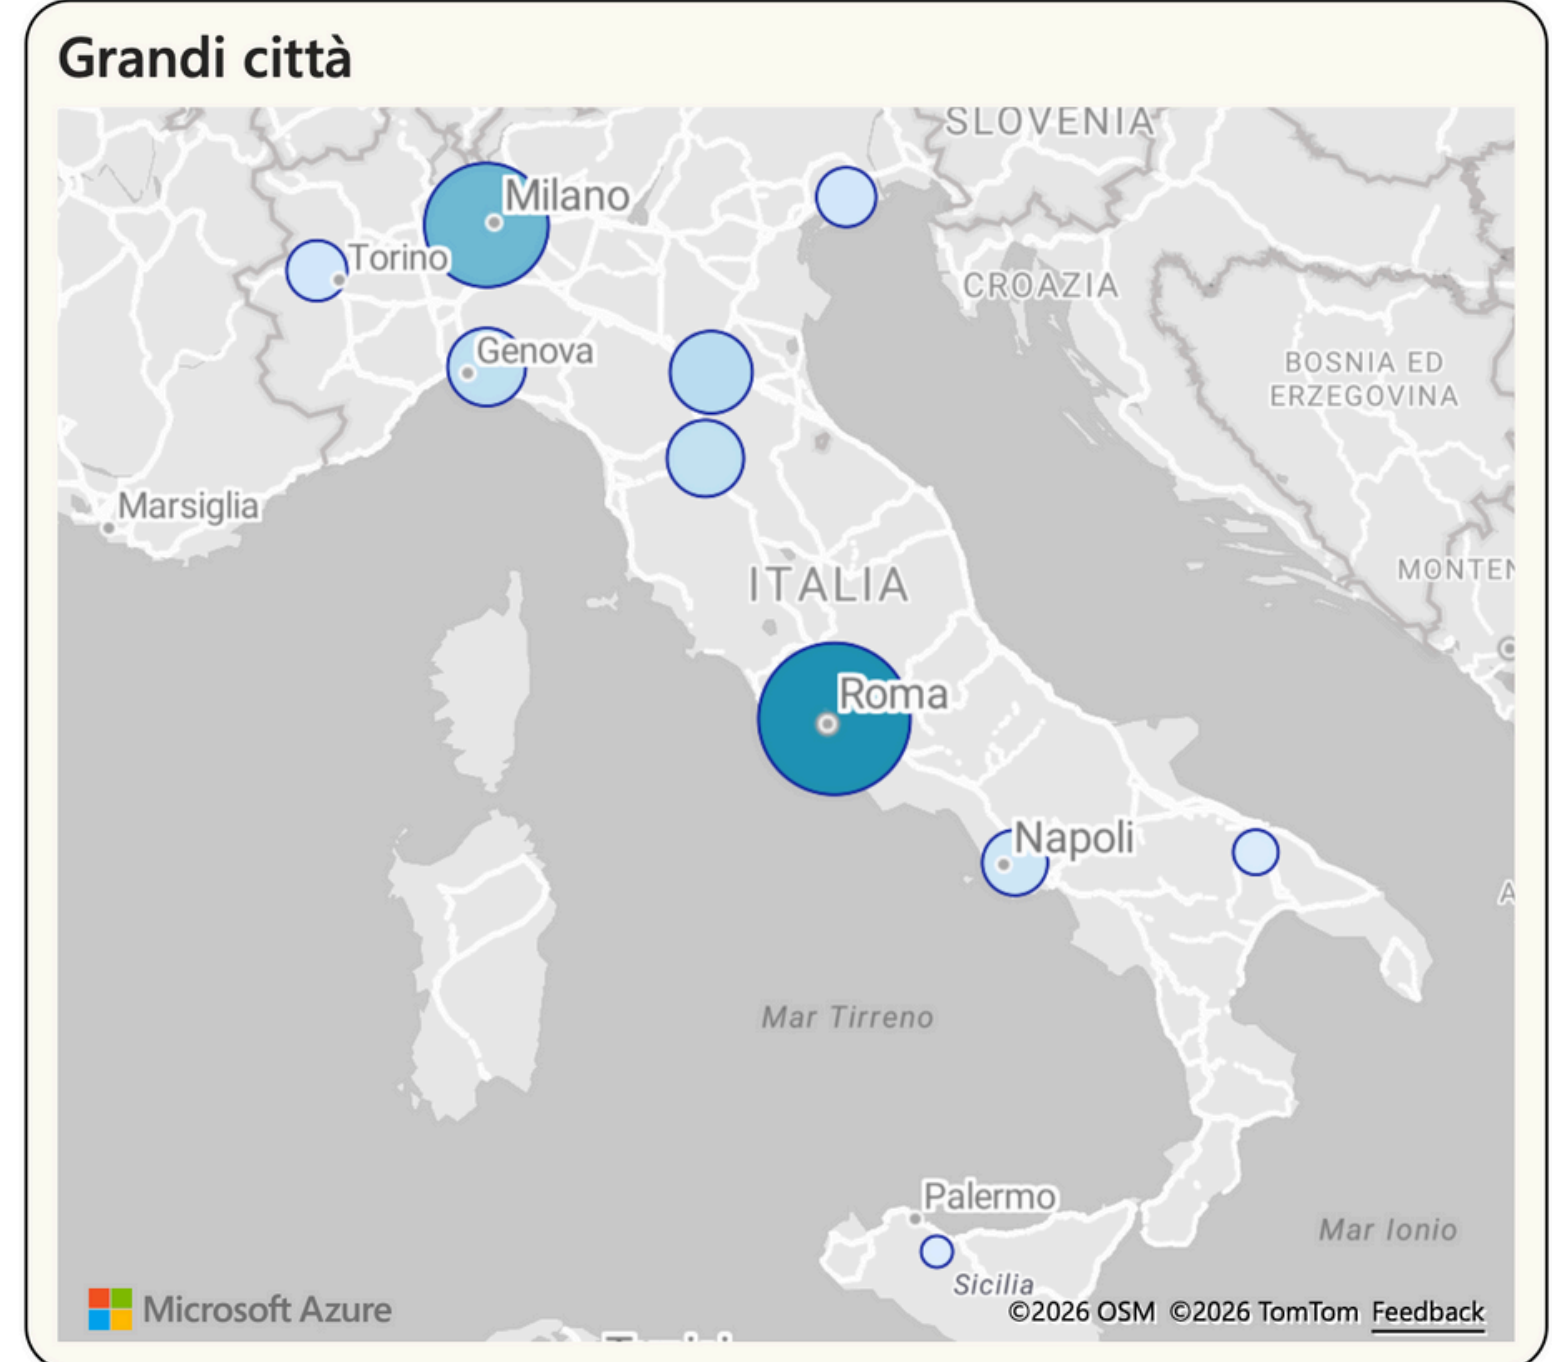 Grandi città
SLOVENIA
Milano
Torino
CROAZIA
Genova
BOSNIA ED
ERZEGOVINA
Marsiglia
MONTEN
ITALIA
Roma
Napoli
A
Mar Tirreno
Palermo
Mar Ionio
Sicilia
Microsoft Azure
©2026 OSM ©2026 TomTom Feedback